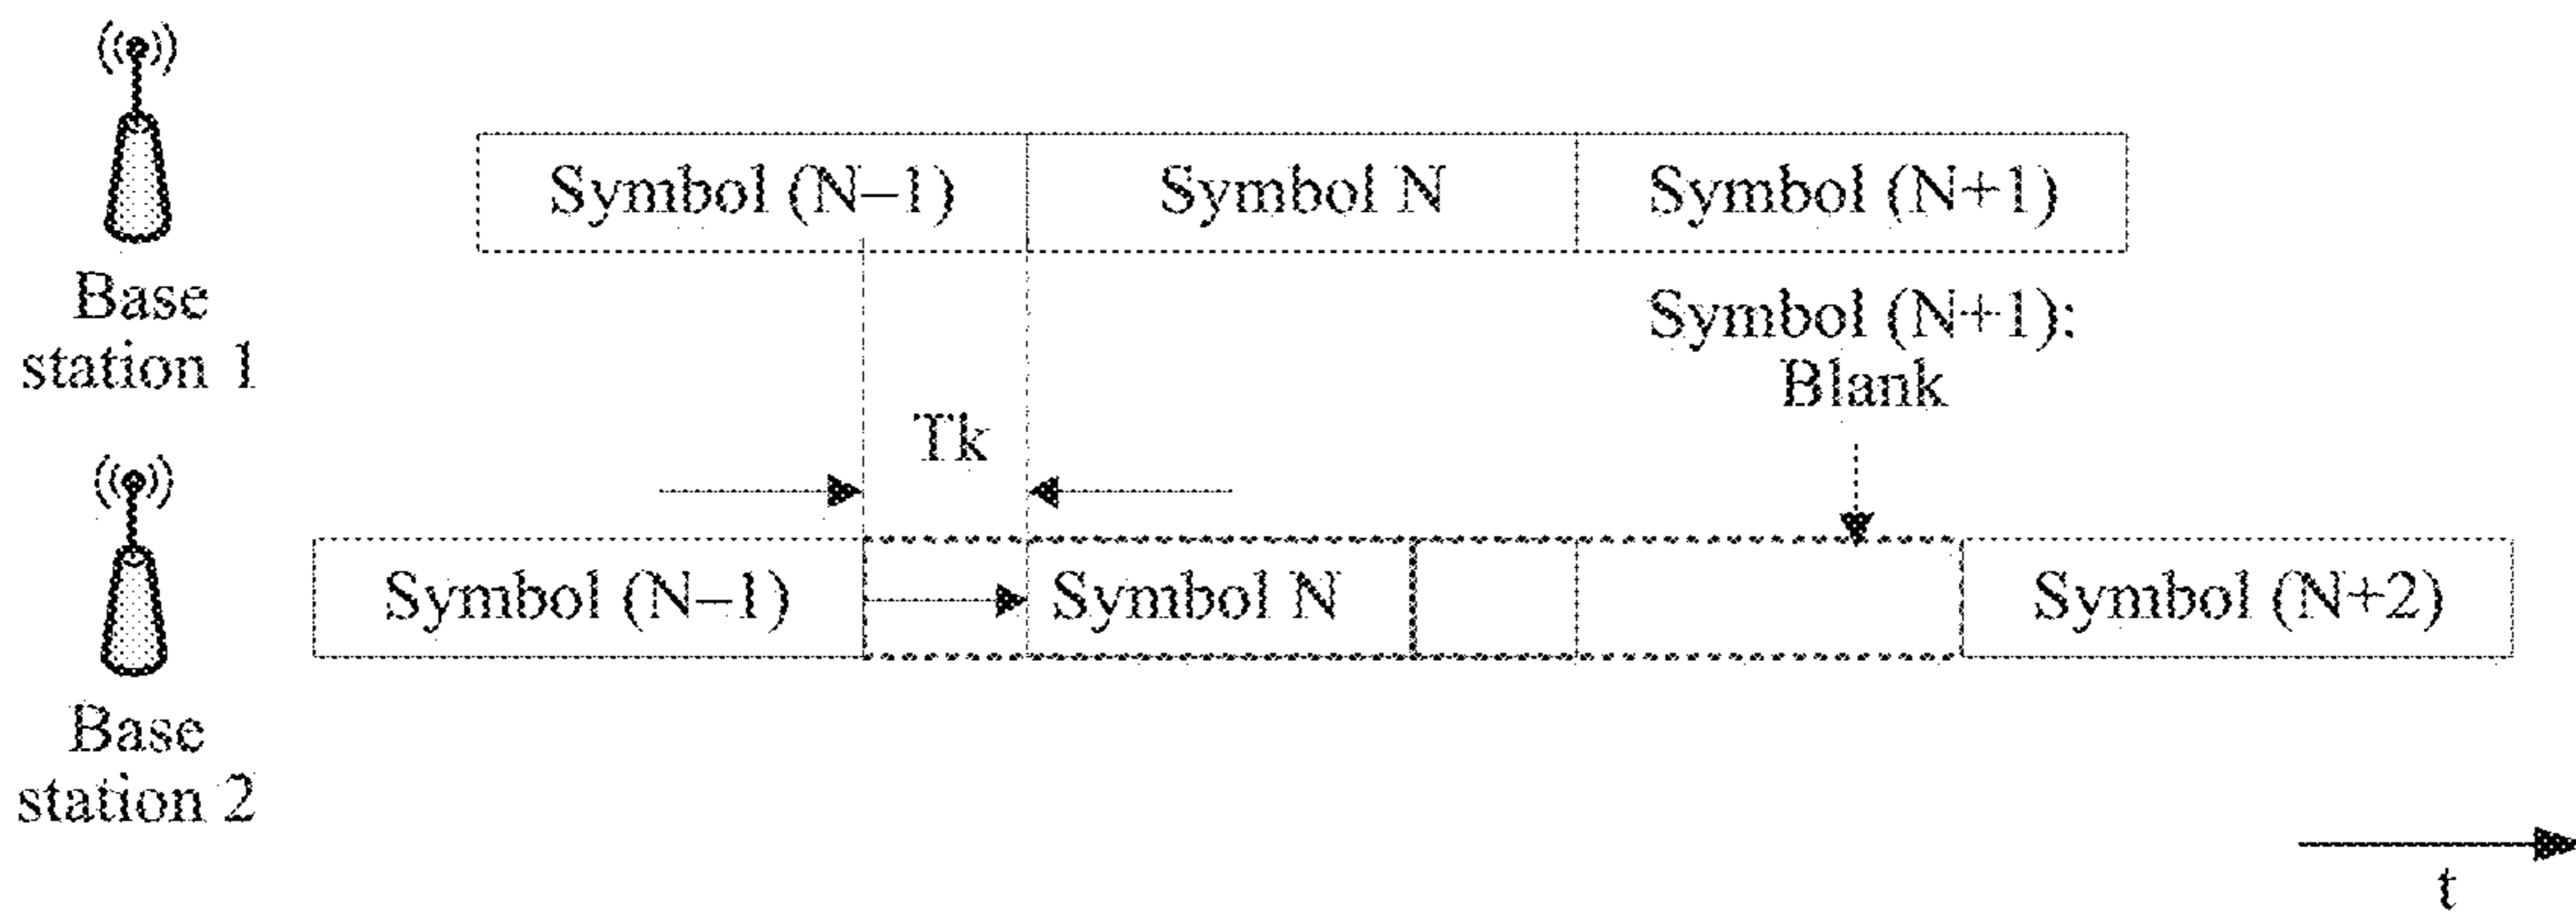 Symbol (N–1) Symbol N Symbol (N+1)
Base
station 1
Symbol (N+1):
Blank
Tk
Symbol (N–1) Symbol N Symbol (N+2)
Base
station 2
t